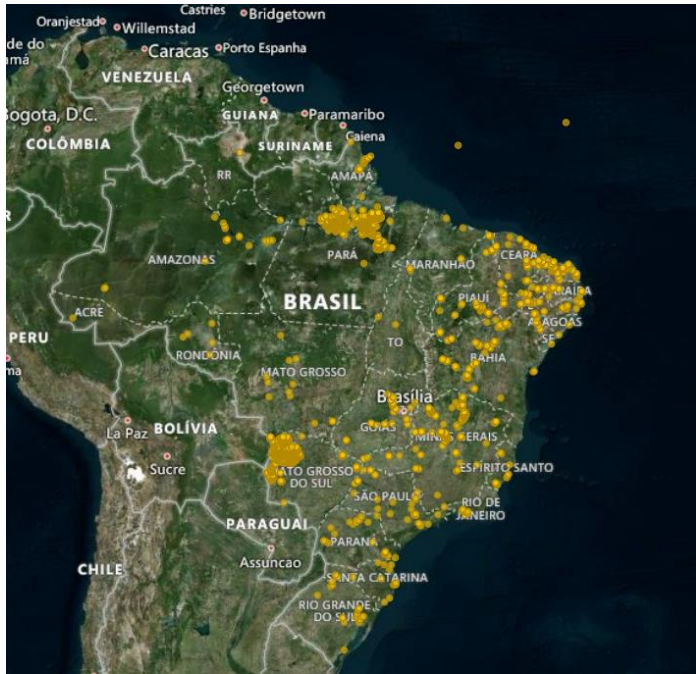 Castries
Oranjestad
Bridgetown
Willemstad
de do
Caracas
Porto Espanha
VENEZUELA
Georgetown
Bogota, D.C.
GUIANA
Paramaribo
COLÔMBIA
SURINAME
Caiena
RR
AMAPÁ
R
AMAZONAS
PARÁ
MARANHÃO
CEARÁ
BRASIL
PIAUÍ
ACRE
PERU
TO
SE
RONDÔNIA
BAHIA
MATO GROSSO
Brasília
La Paz
BOLÍVIA
GOIÁS
MINAS GERAIS
Sucre
MATO GROSSO
DO SUL
ESPÍRITO SANTO
SÃO PAULO
RIO DE
JANEIRO
PARAGUAI
PARANÁ
Assuncao
CHILE
SANTA CATARINA
RIO GRANDE
DO SUL